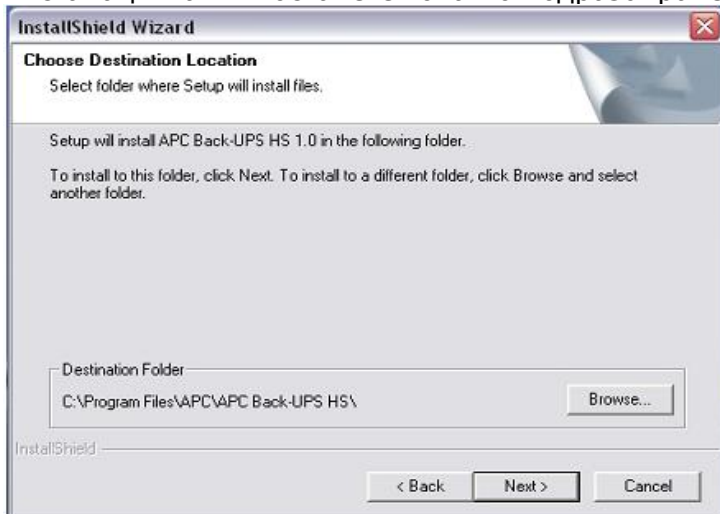 InstallShield Wizard
Choose Destination Location
Select folder where Setup will install files.
Setup will install APC Back-UPS HS 1.0 in the following folder.
To install to this folder, click Next. To install to a different folder, click Browse and select
another folder.
Destination Folder
C:\Program Files\APC\APC Back-UPS HS\
Browse...
InstallShield
< Back
Next >
Cancel